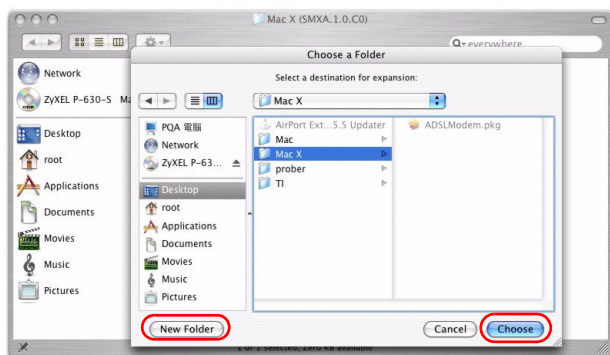 Mac X (SMXA.1.0.C0)
Q▾ everywhere
Network
ZyXEL P-630-S Ma
Desktop
root
Applications
Documents
Movies
Music
Pictures
Choose a Folder
Select a destination for expansion:
Mac X
PQA 電腦
Network
ZyXEL P-63...
Desktop
root
Applications
Documents
Movies
Music
Pictures
AirPort Ext...5.5 Updater
Mac
Mac X
prober
TI
ADSLModem.pkg
New Folder
Cancel
Choose
1 of 1 selected, Zero KB available